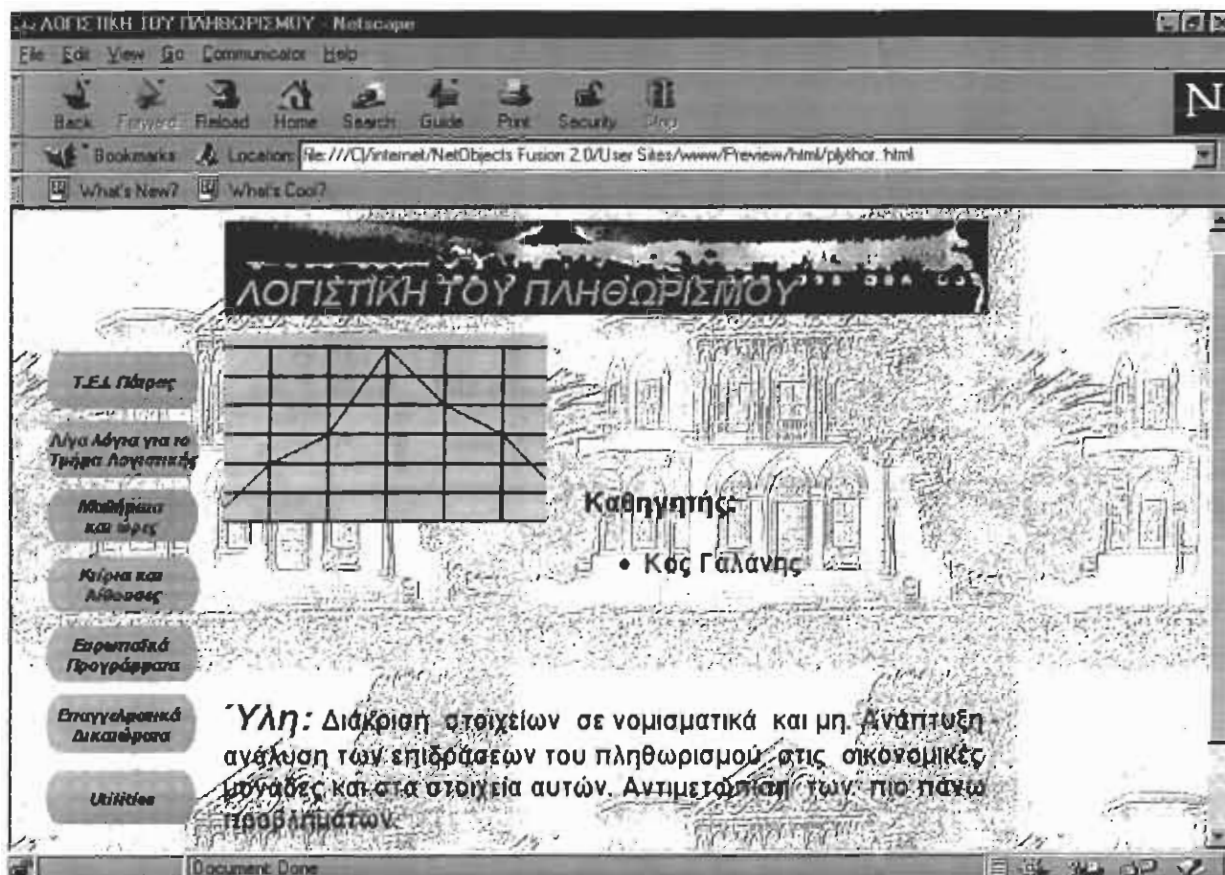 ΛΟΓΙΣΤΙΚΗ ΤΟΥ ΠΛΗΘΩΡΙΣΜΟΥ - Netscape
File Edit View Go Communicator Help
Back Forward Reload Home Search Guide Print Security Stop
Bookmarks Location: file:///C|/internet/NetObjects Fusion 2.0/User Sites/www/Preview/html/plythor.html
What's New? What's Cool?
N
ΛΟΓΙΣΤΙΚΗ ΤΟΥ ΠΛΗΘΩΡΙΣΜΟΥ
Τ.Ε.Ι. Πάτρας
Λίγα λόγια για το
Τμήμα Λογιστικής
Μαθήματα
και ώρες
Κτίρια και
Αίθουσες
Ευρωπαϊκά
Προγράμματα
Επαγγελματικά
Δικαιώματα
Utilities
Καθηγητής:
• Κος Γαλάνης
Ύλη: Διάκριση στοιχείων σε νομισματικά και μη. Ανάπτυξη
ανάλυση των επιδράσεων του πληθωρισμού στις οικονομικές
μονάδες και στα στοιχεία αυτών. Αντιμετώπιση των πιο πάνω
προβλημάτων.
Document Done